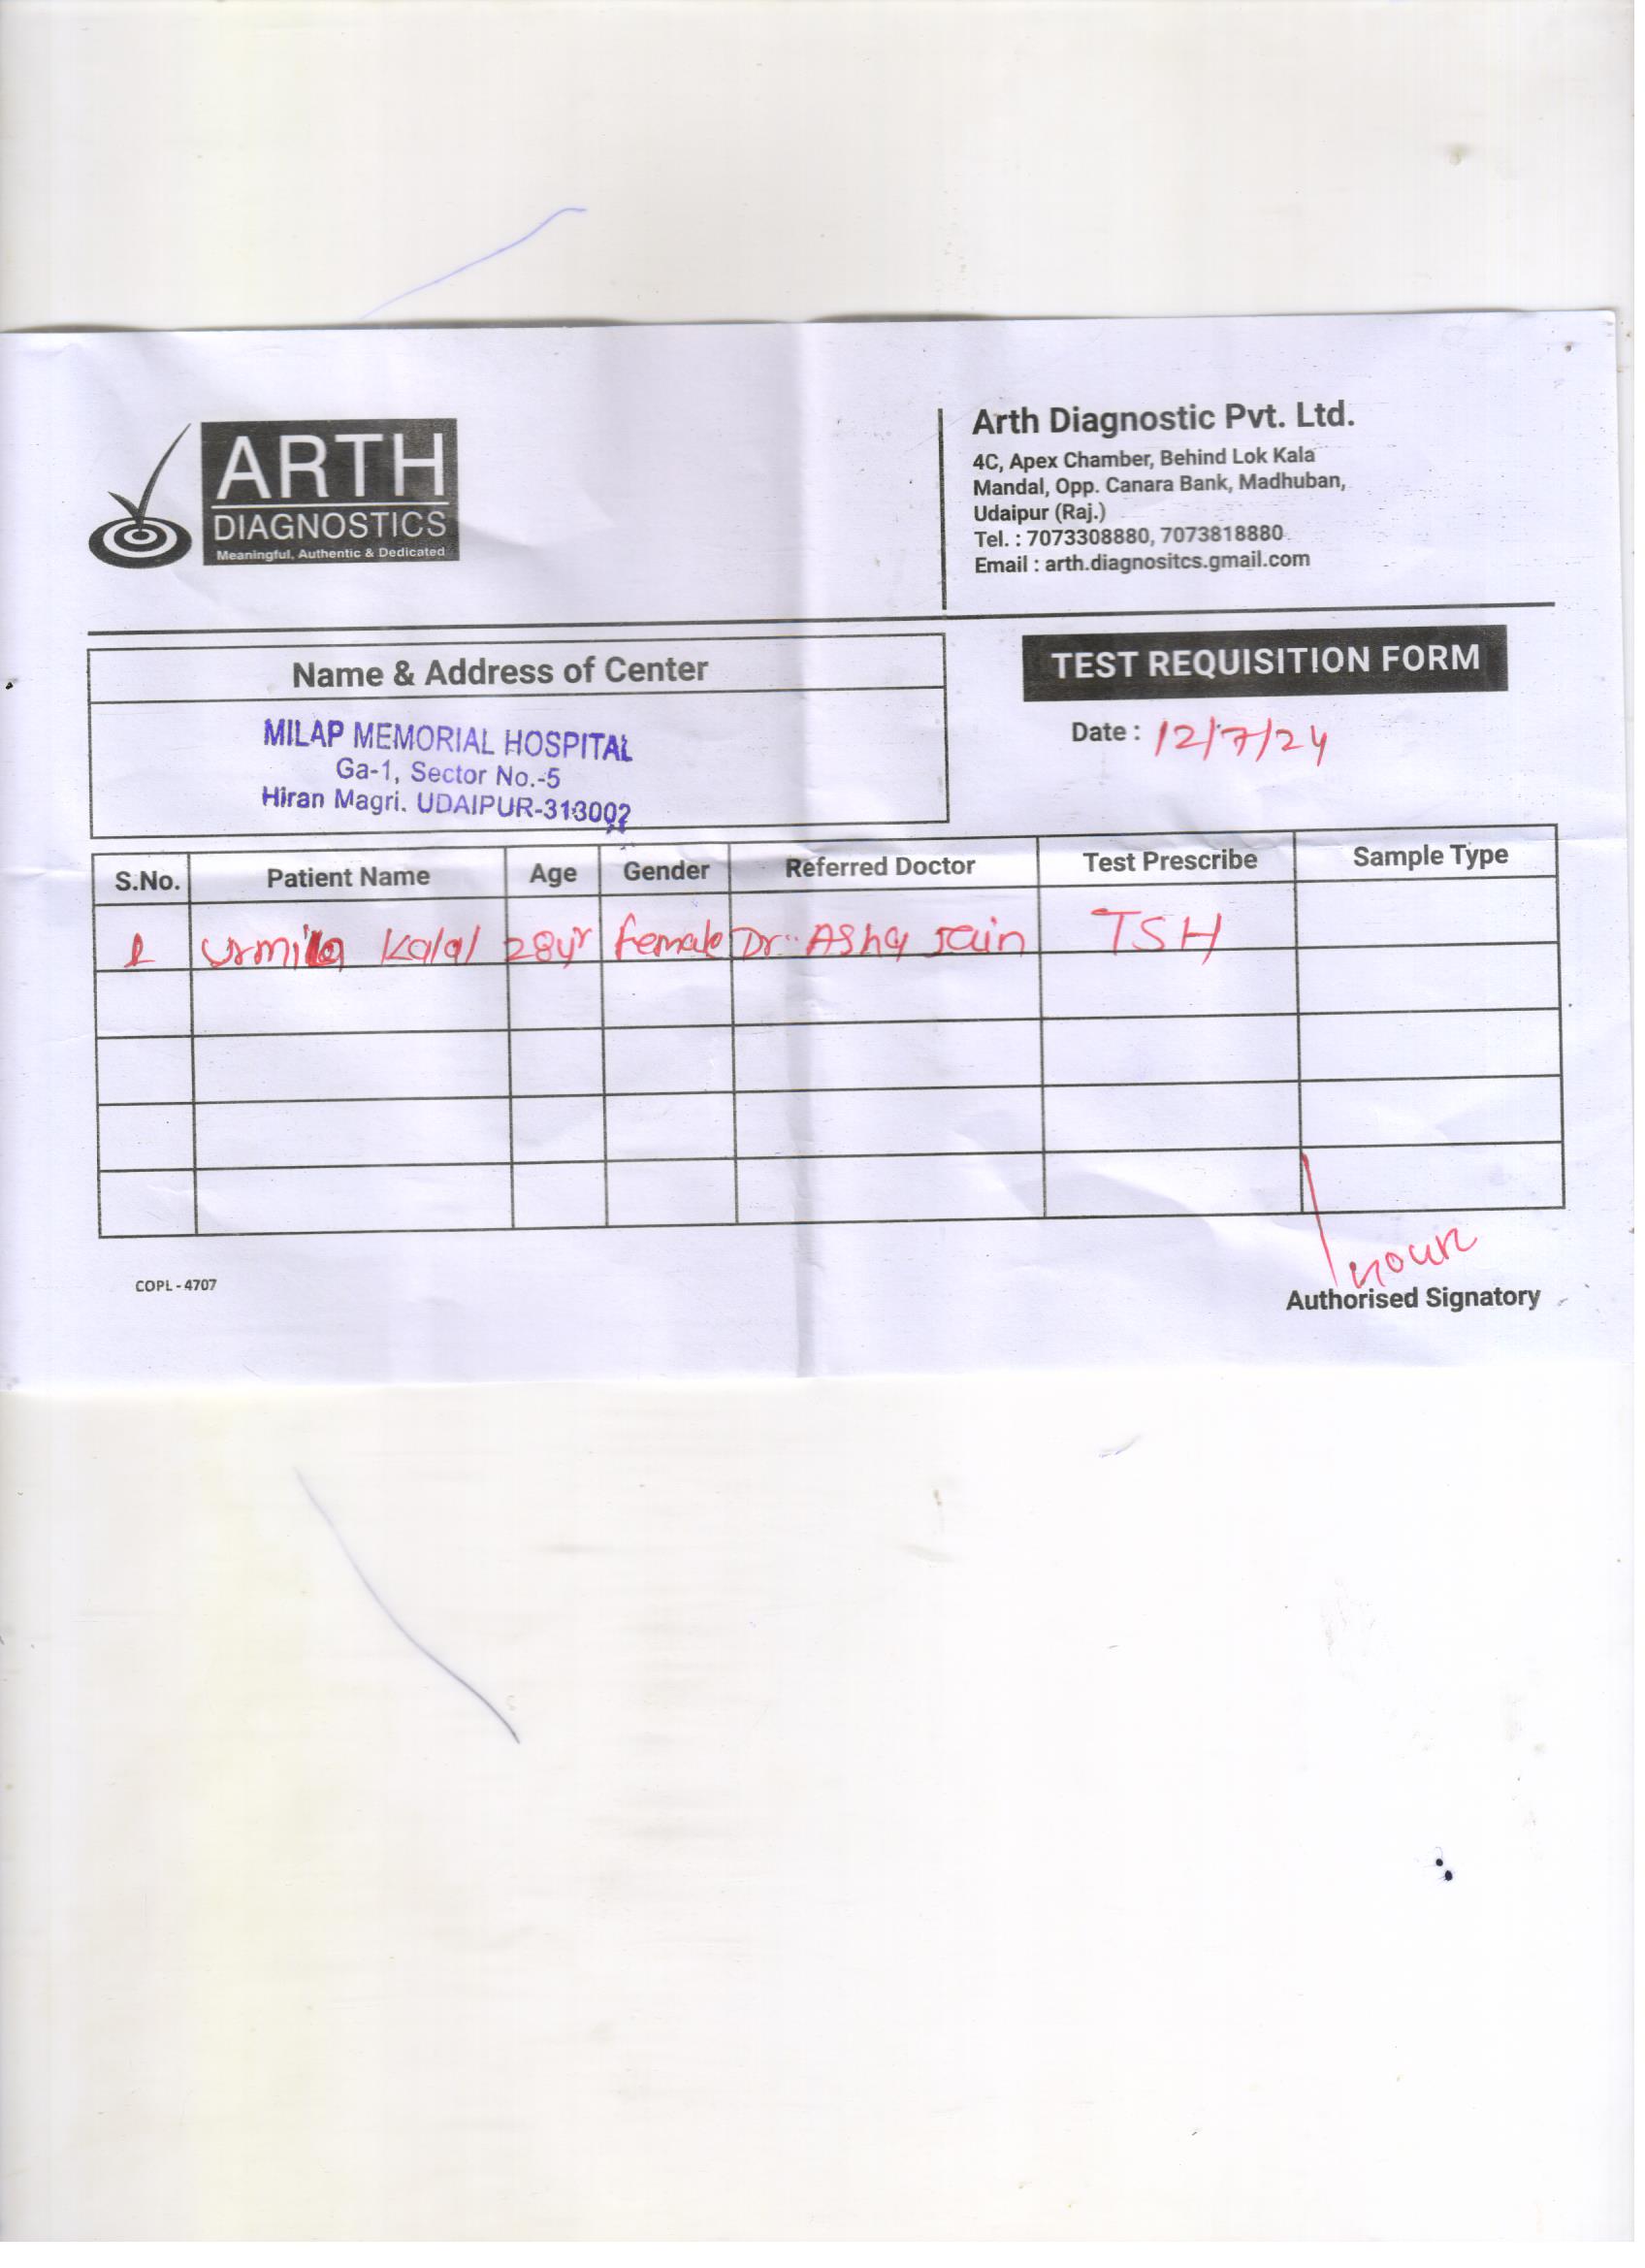 ARTH
DIAGNOSTICS
Meaningful, Authentic & Dedicated
Arth Diagnostic Pvt. Ltd.
4C, Apex Chamber, Behind Lok Kala
Mandal, Opp. Canara Bank, Madhuban,
Udaipur (Raj.)
Tel. : 7073308880, 7073818880
Email : arth.diagnositcs.gmail.com
Name & Address of Center
MILAP MEMORIAL HOSPITAL
Ga-1, Sector No.-5
Hiran Magri. UDAIPUR-313002
TEST REQUISITION FORM
Date : 12/7/24
S.No. Patient Name Age Gender Referred Doctor Test Prescribe Sample Type
1 Urmila Kalal 28yr female Dr. Asha Jain TSH
COPL - 4707
Authorised Signatory